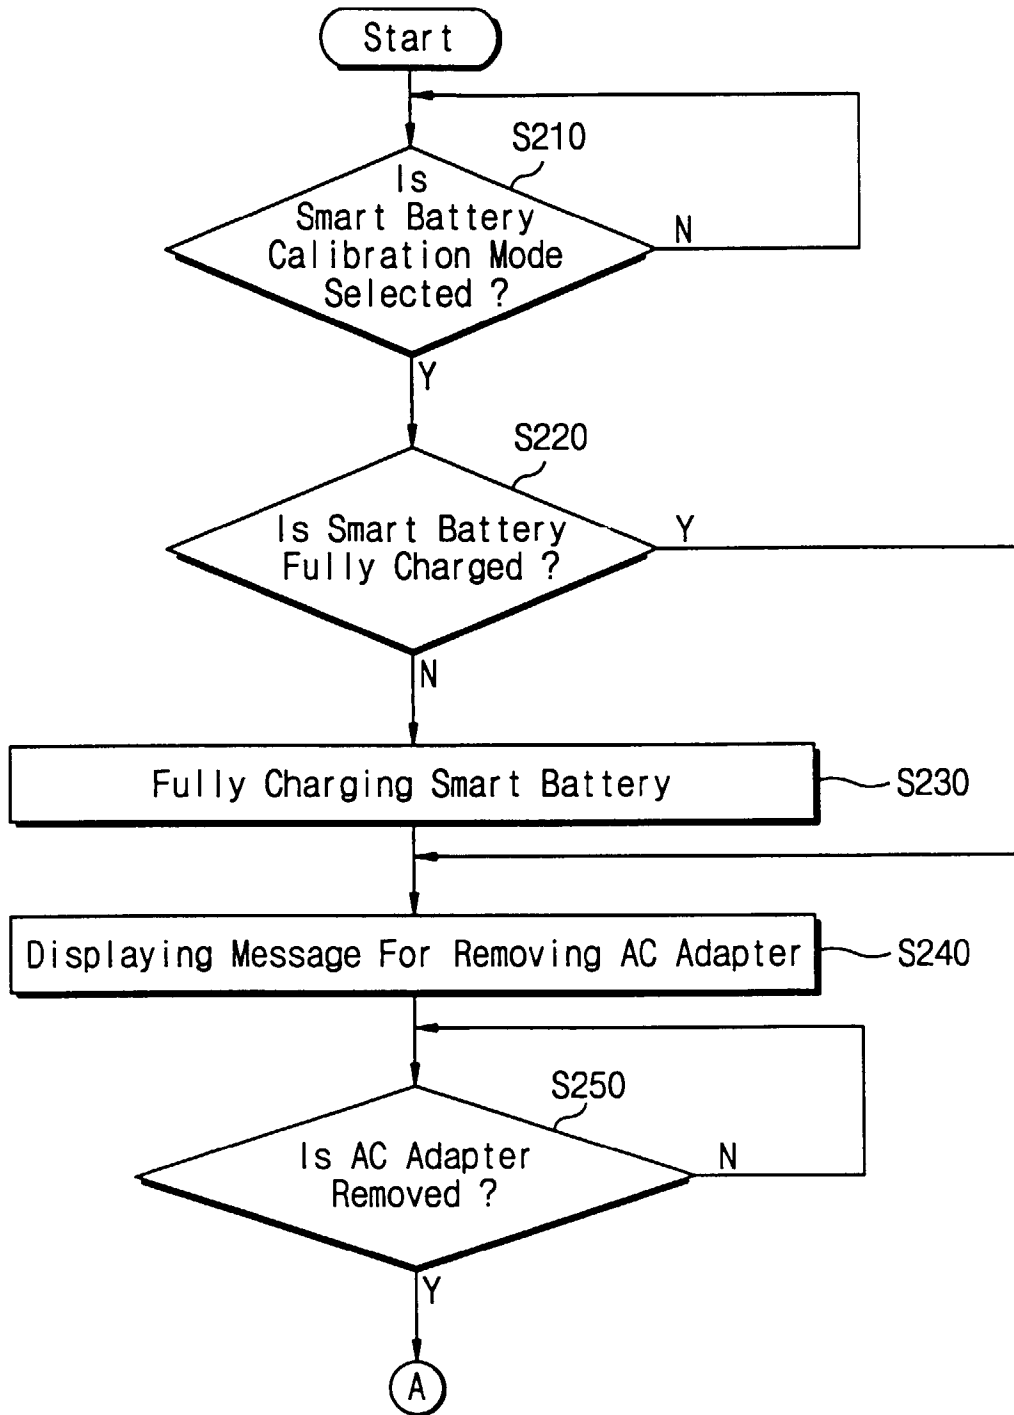 Start
S210
Is
Smart Battery
Calibration Mode
Selected ?
N
Y
S220
Is Smart Battery
Fully Charged ?
Y
N
Fully Charging Smart Battery
S230
Displaying Message For Removing AC Adapter
S240
S250
Is AC Adapter
Removed ?
N
Y
A